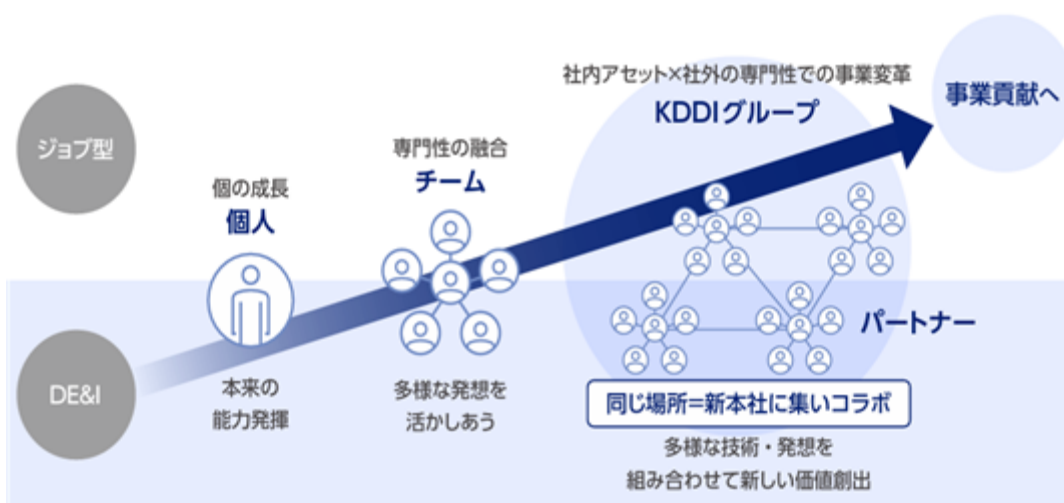 社内アセット×社外の専門性での事業変革
KDDIグループ
事業貢献へ
ジョブ型
専門性の融合
チーム
個の成長
個人
パートナー
DE&I
本来の
能力発揮
多様な発想を
活かしあう
同じ場所=新本社に集いコラボ
多様な技術・発想を
組み合わせて新しい価値創出